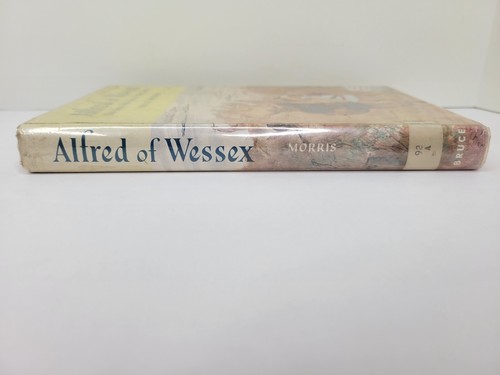 Alfred of Wessex
MORRIS
92
A
BRUCE